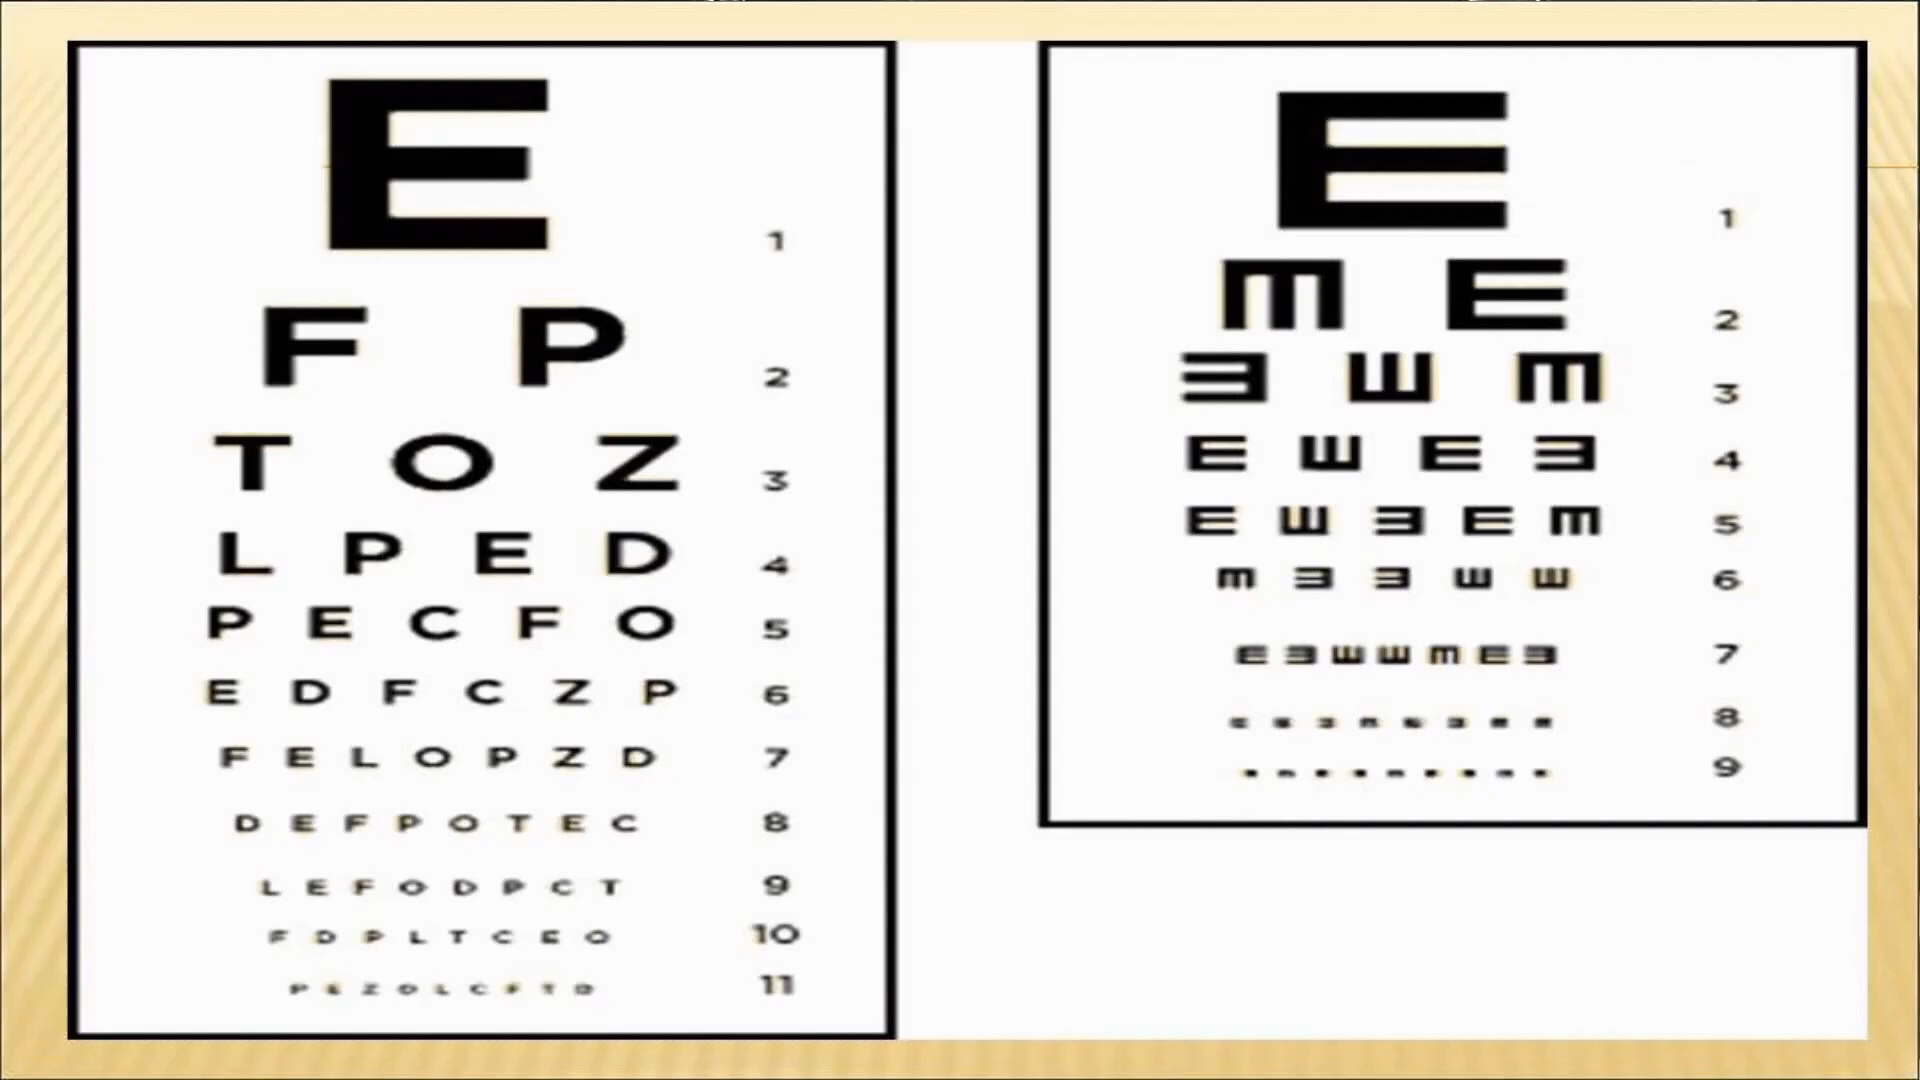 E 1
F P 2
T O Z 3
L P E D 4
P E C F O 5
E D F C Z P 6
F E L O P Z D 7
D E F P O T E C 8
L E F O D P C T 9
F D P L T C E O 10
P E Z O L C F T D 11
E 1
M E 2
Ǝ Ш M 3
E Ш E Ǝ 4
E Ш Ǝ E M 5
M Ǝ Ǝ Ш Ш 6
E Ǝ Ш Ш M E Ǝ 7
8
9